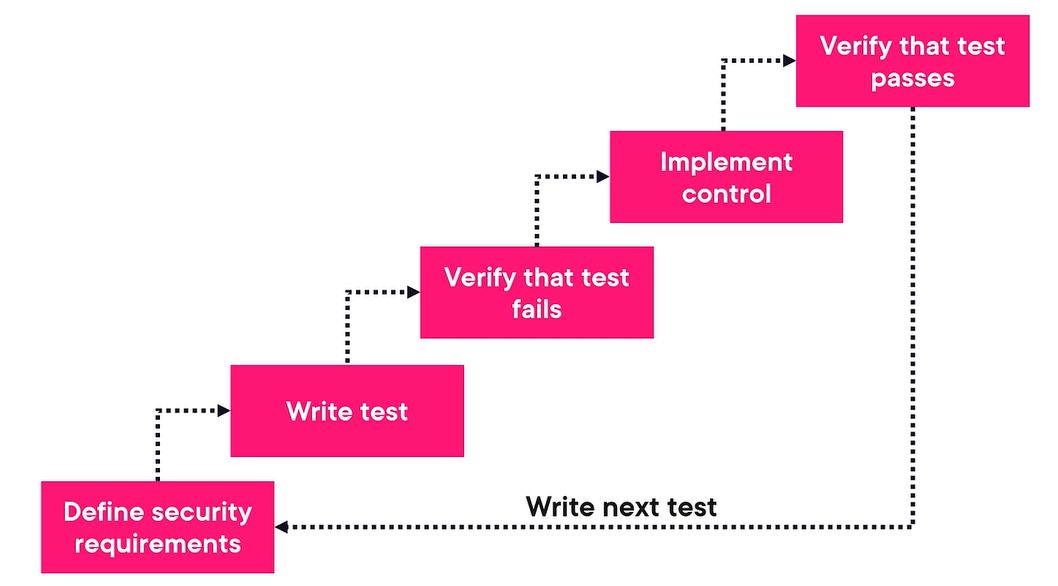 Verify that test
passes
Implement
control
Verify that test
fails
Write test
Define security
requirements
Write next test